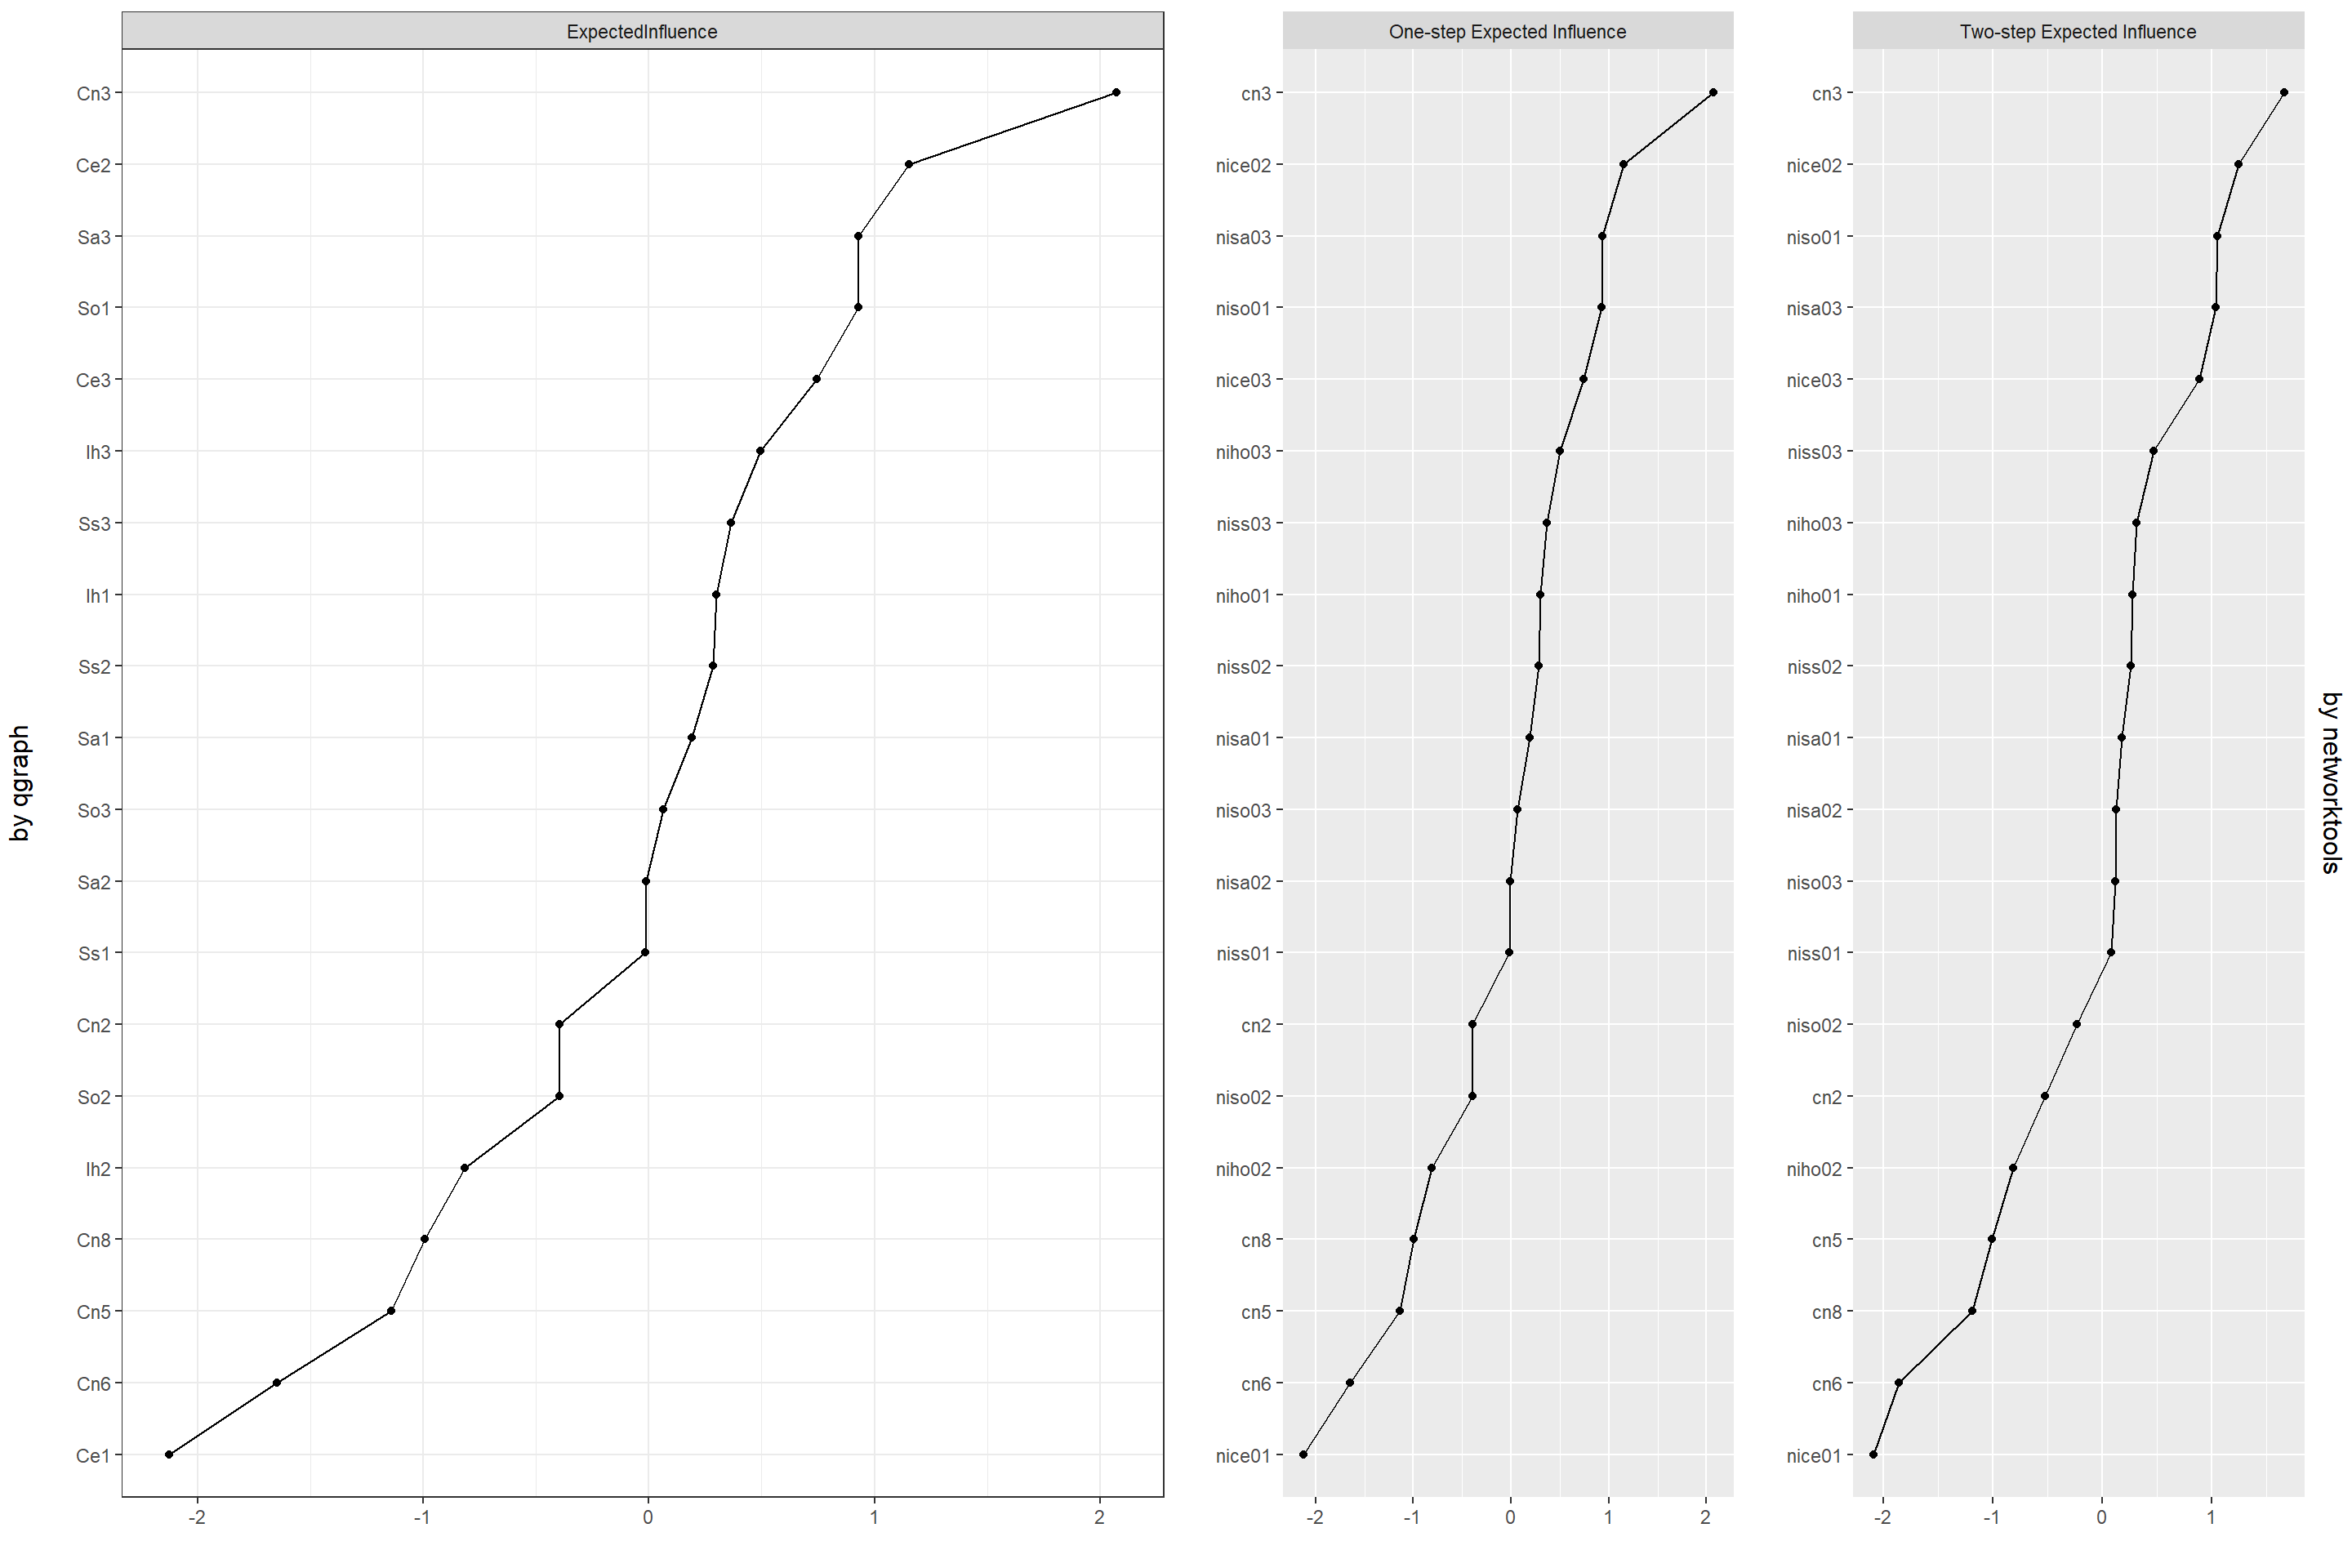 ExpectedInfluence
One-step Expected Influence
Two-step Expected Influence
by qgraph
Cn3
Ce2
Sa3
So1
Ce3
Ih3
Ss3
Ih1
Ss2
Sa1
So3
Sa2
Ss1
Cn2
So2
Ih2
Cn8
Cn5
Cn6
Ce1
-2 -1 0 1 2
cn3
nice02
nisa03
niso01
nice03
niho03
niss03
niho01
niss02
nisa01
niso03
nisa02
niss01
cn2
niso02
niho02
cn8
cn5
cn6
nice01
-2 -1 0 1 2
cn3
nice02
niso01
nisa03
nice03
niss03
niho03
niho01
niss02
nisa01
nisa02
niso03
niss01
niso02
cn2
niho02
cn5
cn8
cn6
nice01
-2 -1 0 1
by networktools